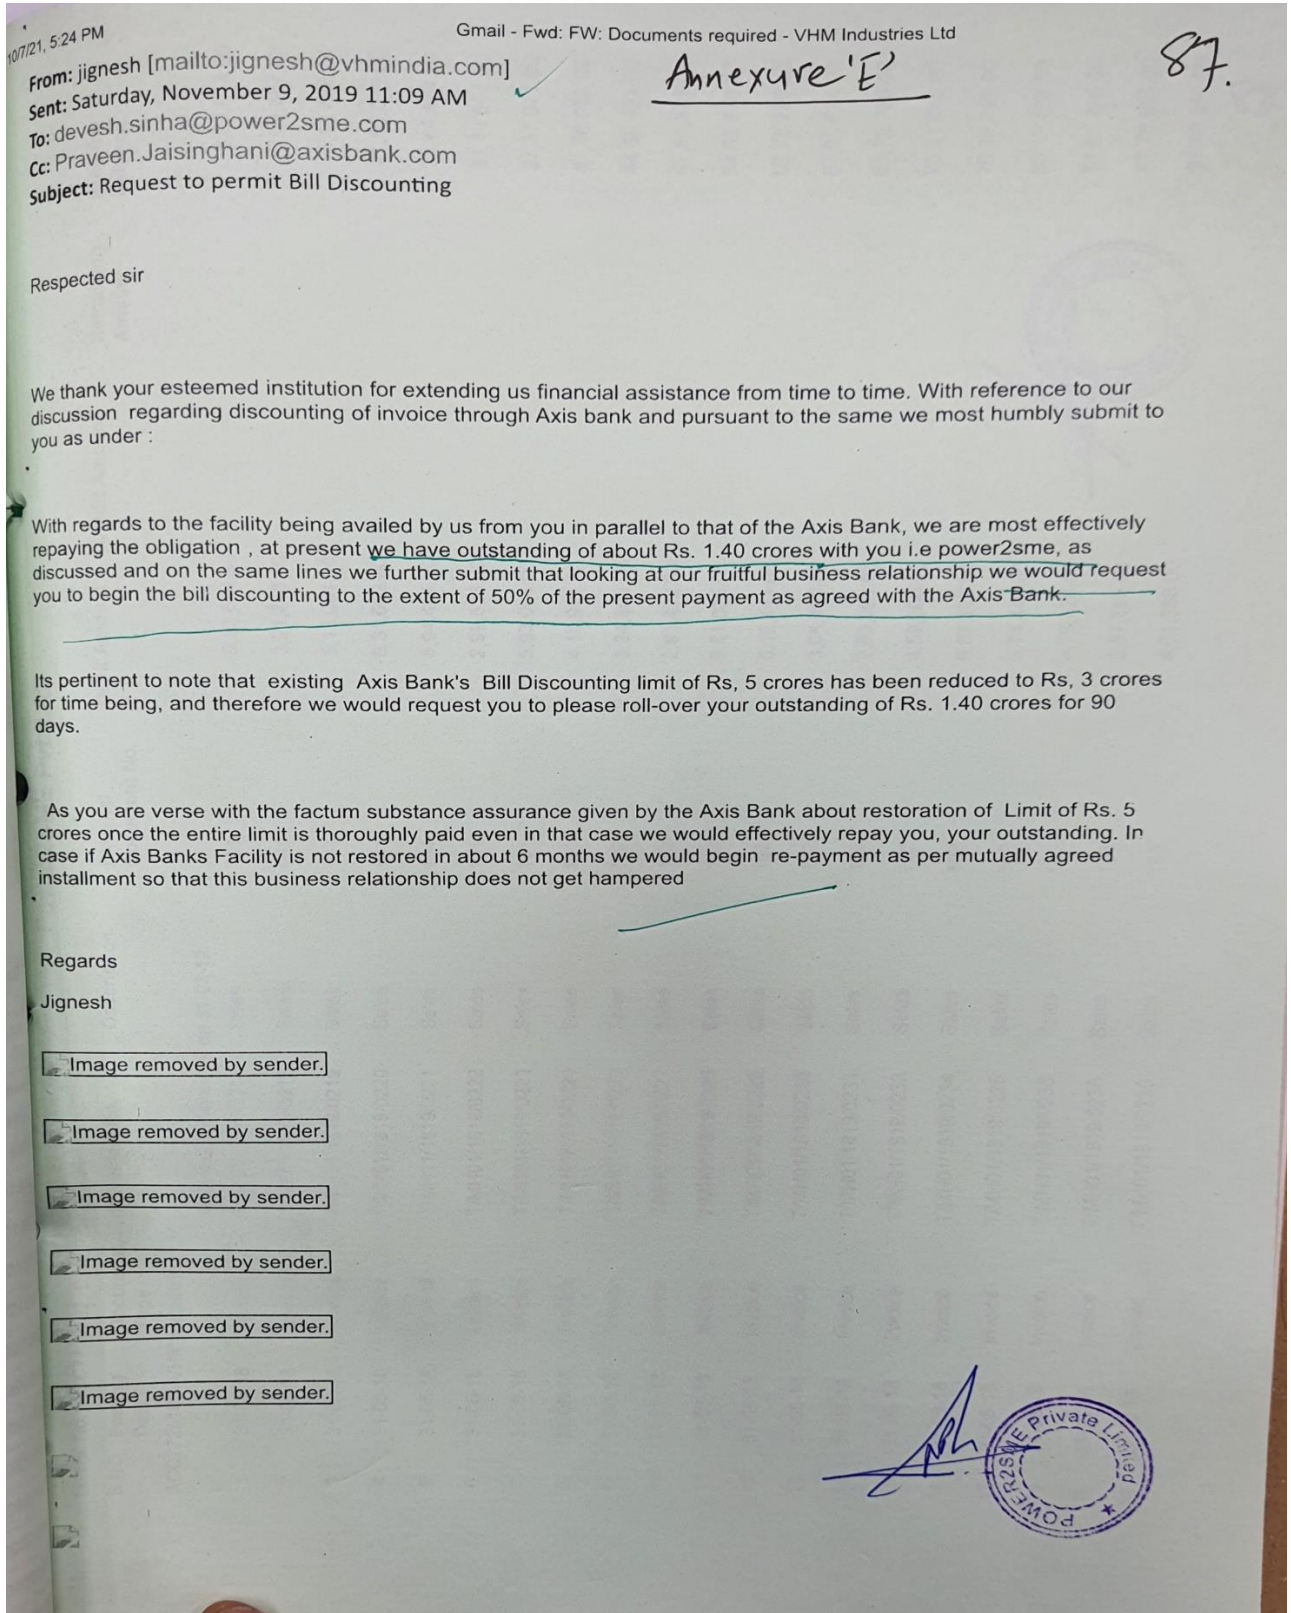 10/7/21, 5:24 PM
Gmail - Fwd: FW: Documents required - VHM Industries Ltd
Annexure 'E'
87.
From: jignesh [mailto:jignesh@vhmindia.com]
Sent: Saturday, November 9, 2019 11:09 AM
To: devesh.sinha@power2sme.com
Cc: Praveen.Jaisinghani@axisbank.com
Subject: Request to permit Bill Discounting
Respected sir
We thank your esteemed institution for extending us financial assistance from time to time. With reference to our
discussion regarding discounting of invoice through Axis bank and pursuant to the same we most humbly submit to
you as under :
With regards to the facility being availed by us from you in parallel to that of the Axis Bank, we are most effectively
repaying the obligation , at present we have outstanding of about Rs. 1.40 crores with you i.e power2sme, as
discussed and on the same lines we further submit that looking at our fruitful business relationship we would request
you to begin the bill discounting to the extent of 50% of the present payment as agreed with the Axis Bank.
Its pertinent to note that existing Axis Bank's Bill Discounting limit of Rs, 5 crores has been reduced to Rs, 3 crores
for time being, and therefore we would request you to please roll-over your outstanding of Rs. 1.40 crores for 90
days.
As you are verse with the factum substance assurance given by the Axis Bank about restoration of Limit of Rs. 5
crores once the entire limit is thoroughly paid even in that case we would effectively repay you, your outstanding. In
case if Axis Banks Facility is not restored in about 6 months we would begin re-payment as per mutually agreed
installment so that this business relationship does not get hampered
Regards
Jignesh
Image removed by sender.
Image removed by sender.
Image removed by sender.
Image removed by sender.
Image removed by sender.
Image removed by sender.
POWER2SME Private Limited